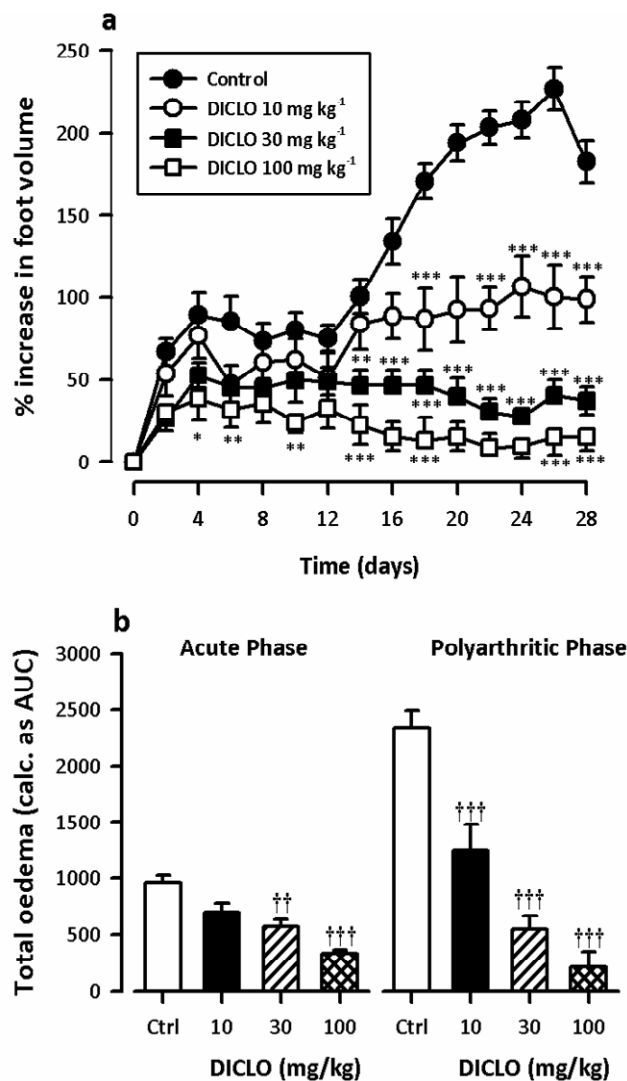 a
Control
DICLO 10 mg kg⁻¹
DICLO 30 mg kg⁻¹
DICLO 100 mg kg⁻¹
% increase in foot volume
250
200
150
100
50
0
*** *** ***
*** *** ***
** *** *** *** *** *** *** ***
* ** ** *** *** *** ***
0 4 8 12 16 20 24 28
Time (days)
b
Acute Phase Polyarthritic Phase
Total oedema (calc. as AUC)
3000
2500
2000
1500
1000
500
0
†† ††† ††† ††† †††
Ctrl 10 30 100 Ctrl 10 30 100
DICLO (mg/kg) DICLO (mg/kg)